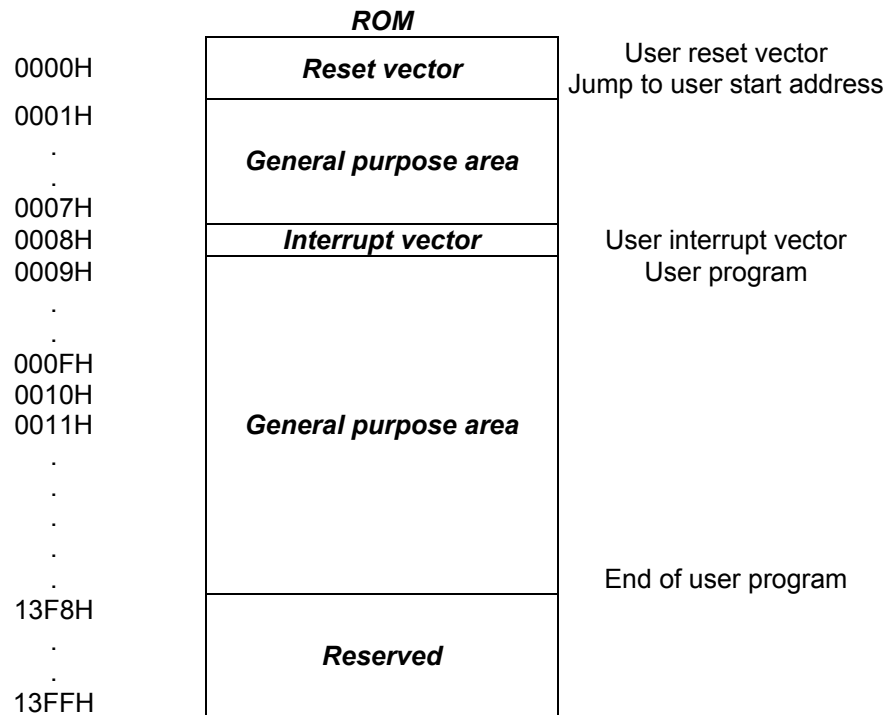 ROM
0000H
Reset vector
User reset vector
Jump to user start address
0001H
.
.
0007H
General purpose area
0008H
Interrupt vector
User interrupt vector
0009H
User program
.
.
000FH
0010H
0011H
General purpose area
.
.
.
.
.
End of user program
13F8H
.
.
13FFH
Reserved